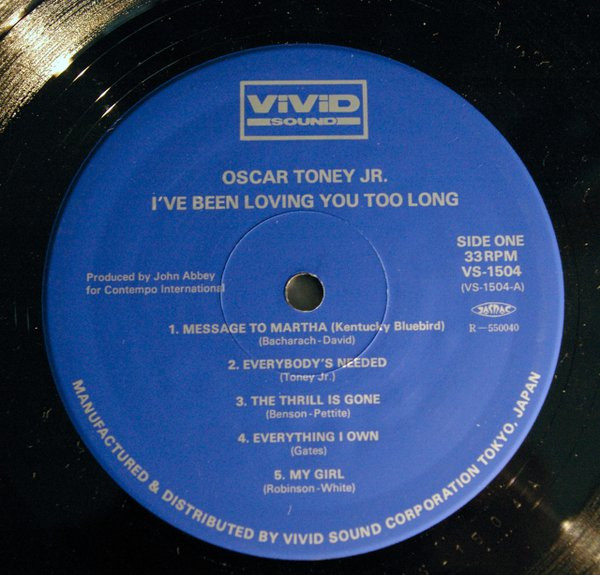 ViViD
SOUND
OSCAR TONEY JR.
I'VE BEEN LOVING YOU TOO LONG
SIDE ONE
33 RPM
VS-1504
(VS-1504-A)
JASRAC
R-550040
Produced by John Abbey
for Contempo International
1. MESSAGE TO MARTHA (Kentucky Bluebird)
(Bacharach-David)
2. EVERYBODY'S NEEDED
(Toney Jr.)
3. THE THRILL IS GONE
(Benson-Pettite)
4. EVERYTHING I OWN
(Gates)
5. MY GIRL
(Robinson-White)
MANUFACTURED & DISTRIBUTED BY VIVID SOUND CORPORATION TOKYO, JAPAN